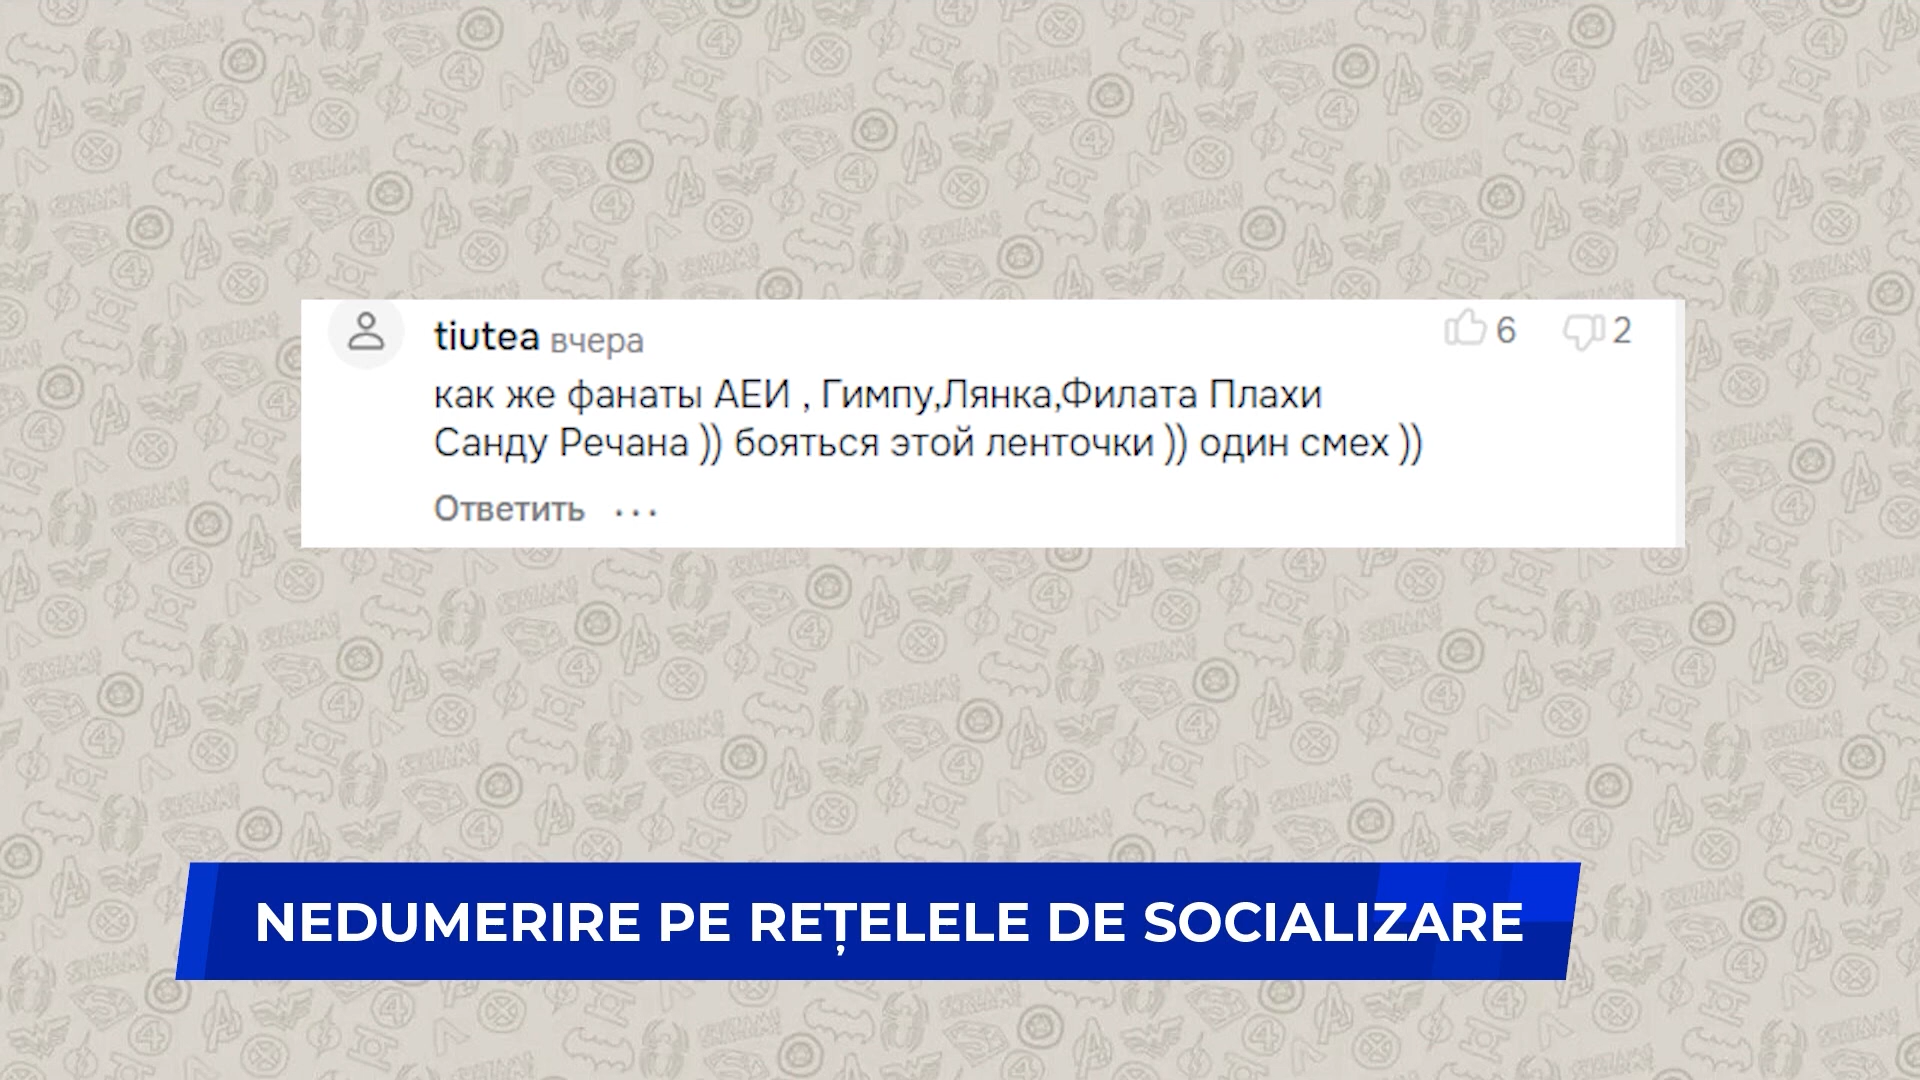 tiutea вчера 6 2
как же фанаты АЕИ , Гимпу,Лянка,Филата Плахи
Санду Речана )) бояться этой ленточки )) один смех ))
Ответить ...
NEDUMERIRE PE REȚELELE DE SOCIALIZARE